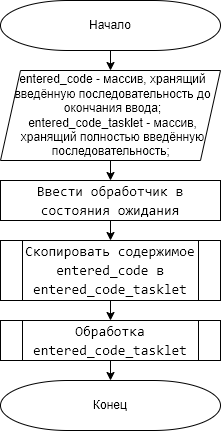 Начало
entered_code - массив, хранящий
введённую последовательность до
окончания ввода;
entered_code_tasklet - массив,
хранящий полностью введённую
последовательность;
Ввести обработчик в
состояния ожидания
Скопировать содержимое
entered_code в
entered_code_tasklet
Обработка
entered_code_tasklet
Конец